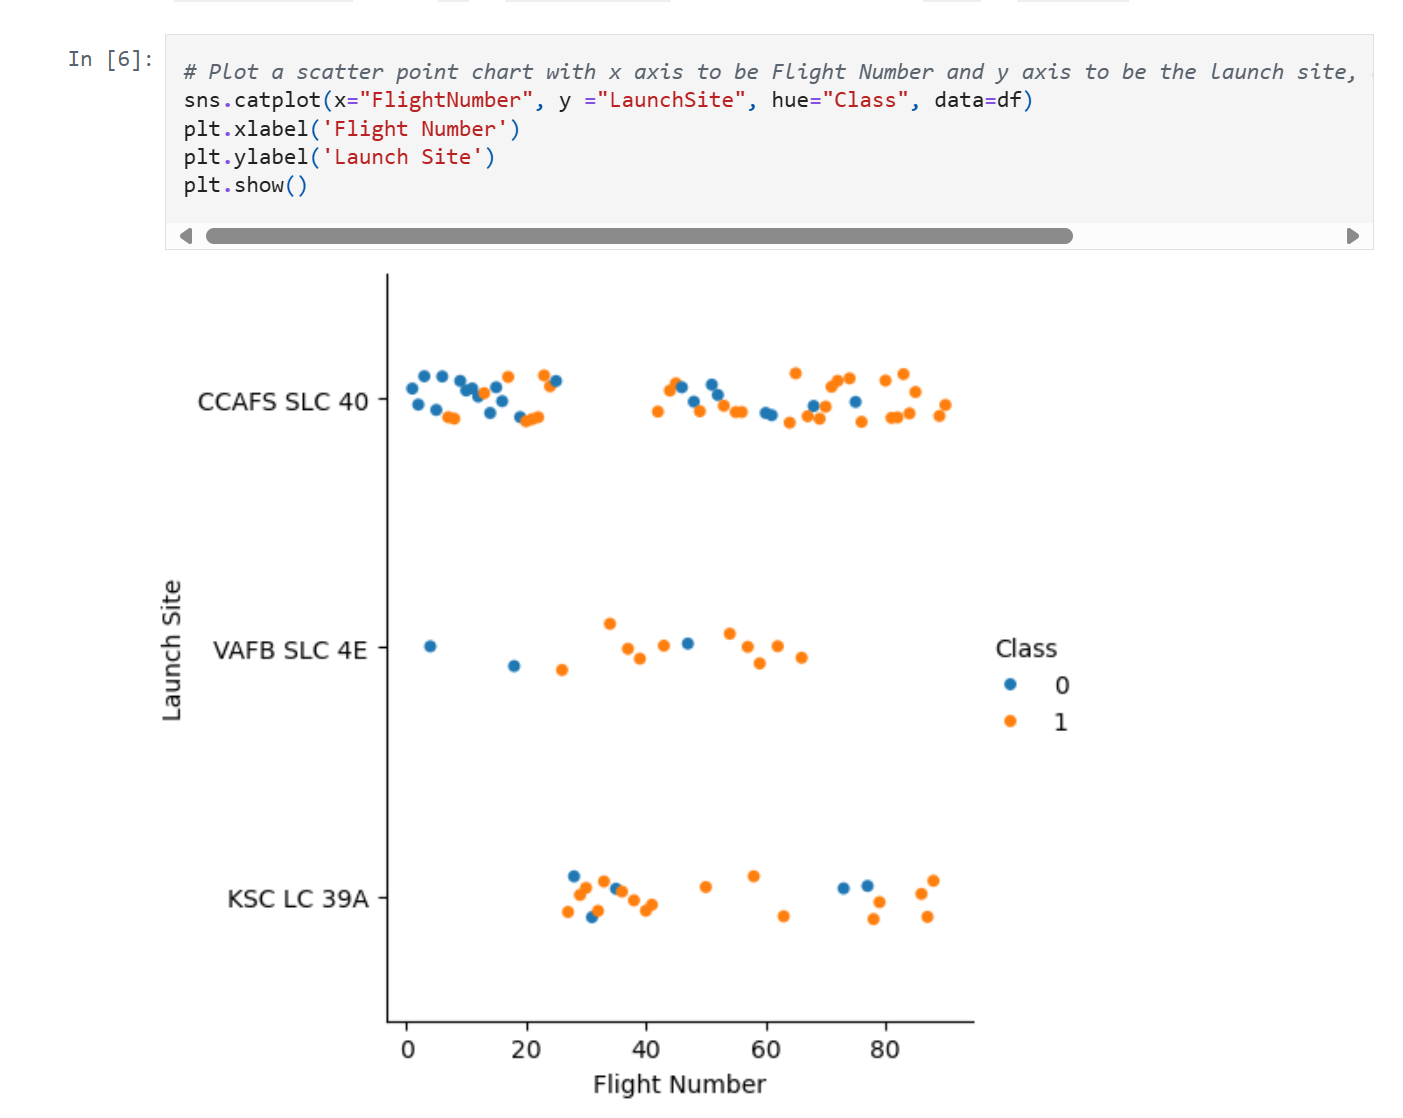 In [6]:
# Plot a scatter point chart with x axis to be Flight Number and y axis to be the launch site,
sns.catplot(x="FlightNumber", y ="LaunchSite", hue="Class", data=df)
plt.xlabel('Flight Number')
plt.ylabel('Launch Site')
plt.show()
CCAFS SLC 40
VAFB SLC 4E
KSC LC 39A
Launch Site
Class
0
1
0 20 40 60 80
Flight Number